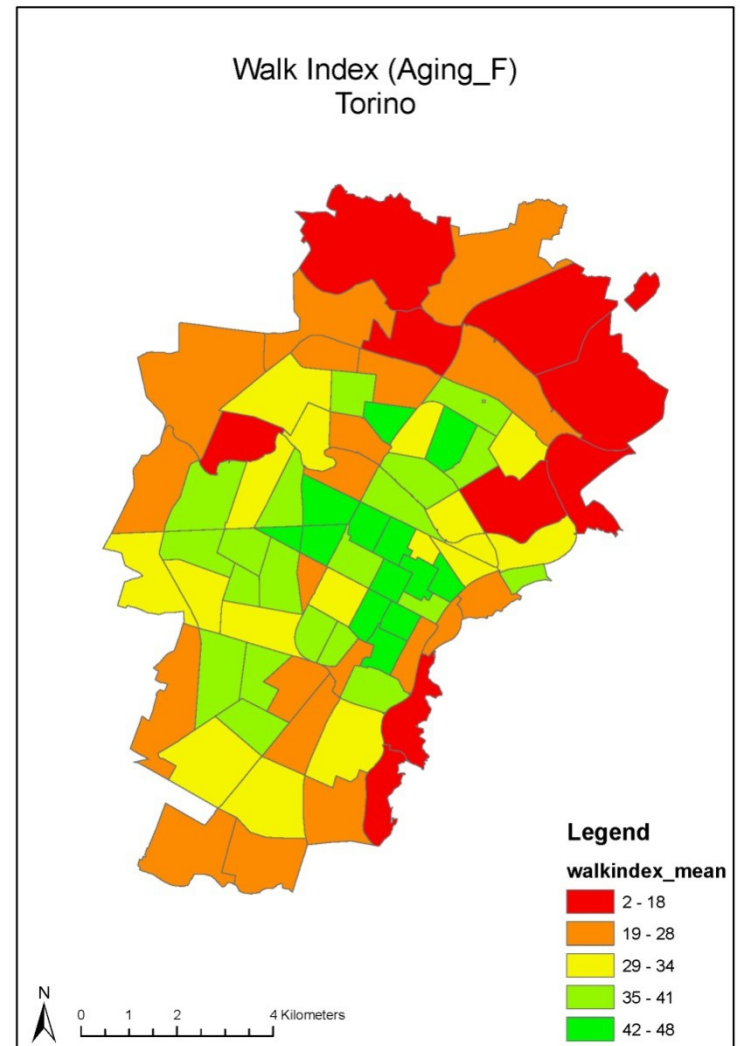 Walk Index (Aging_F)
Torino
Legend
walkindex_mean
2 - 18
19 - 28
29 - 34
35 - 41
42 - 48
N
0 1 2 4 Kilometers